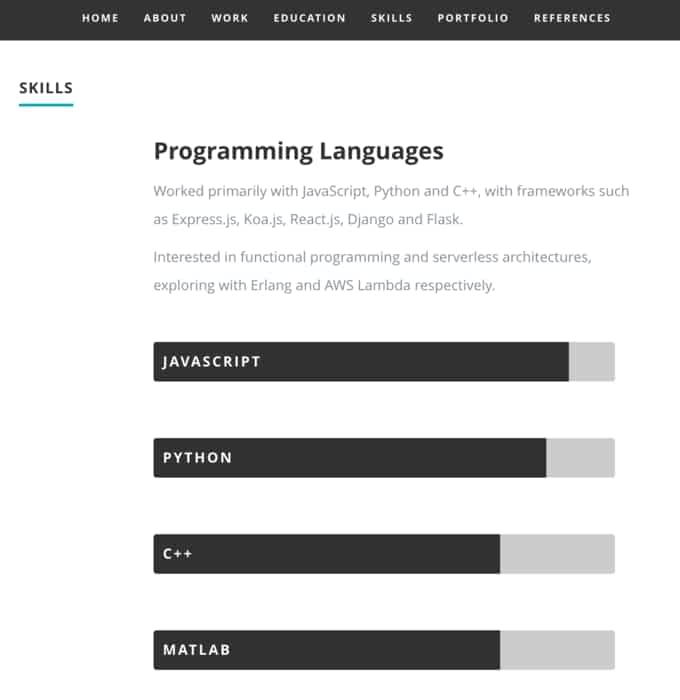 HOME ABOUT WORK EDUCATION SKILLS PORTFOLIO REFERENCES
SKILLS
Programming Languages
Worked primarily with JavaScript, Python and C++, with frameworks such
as Express.js, Koa.js, React.js, Django and Flask.
Interested in functional programming and serverless architectures,
exploring with Erlang and AWS Lambda respectively.
JAVASCRIPT
PYTHON
C++
MATLAB